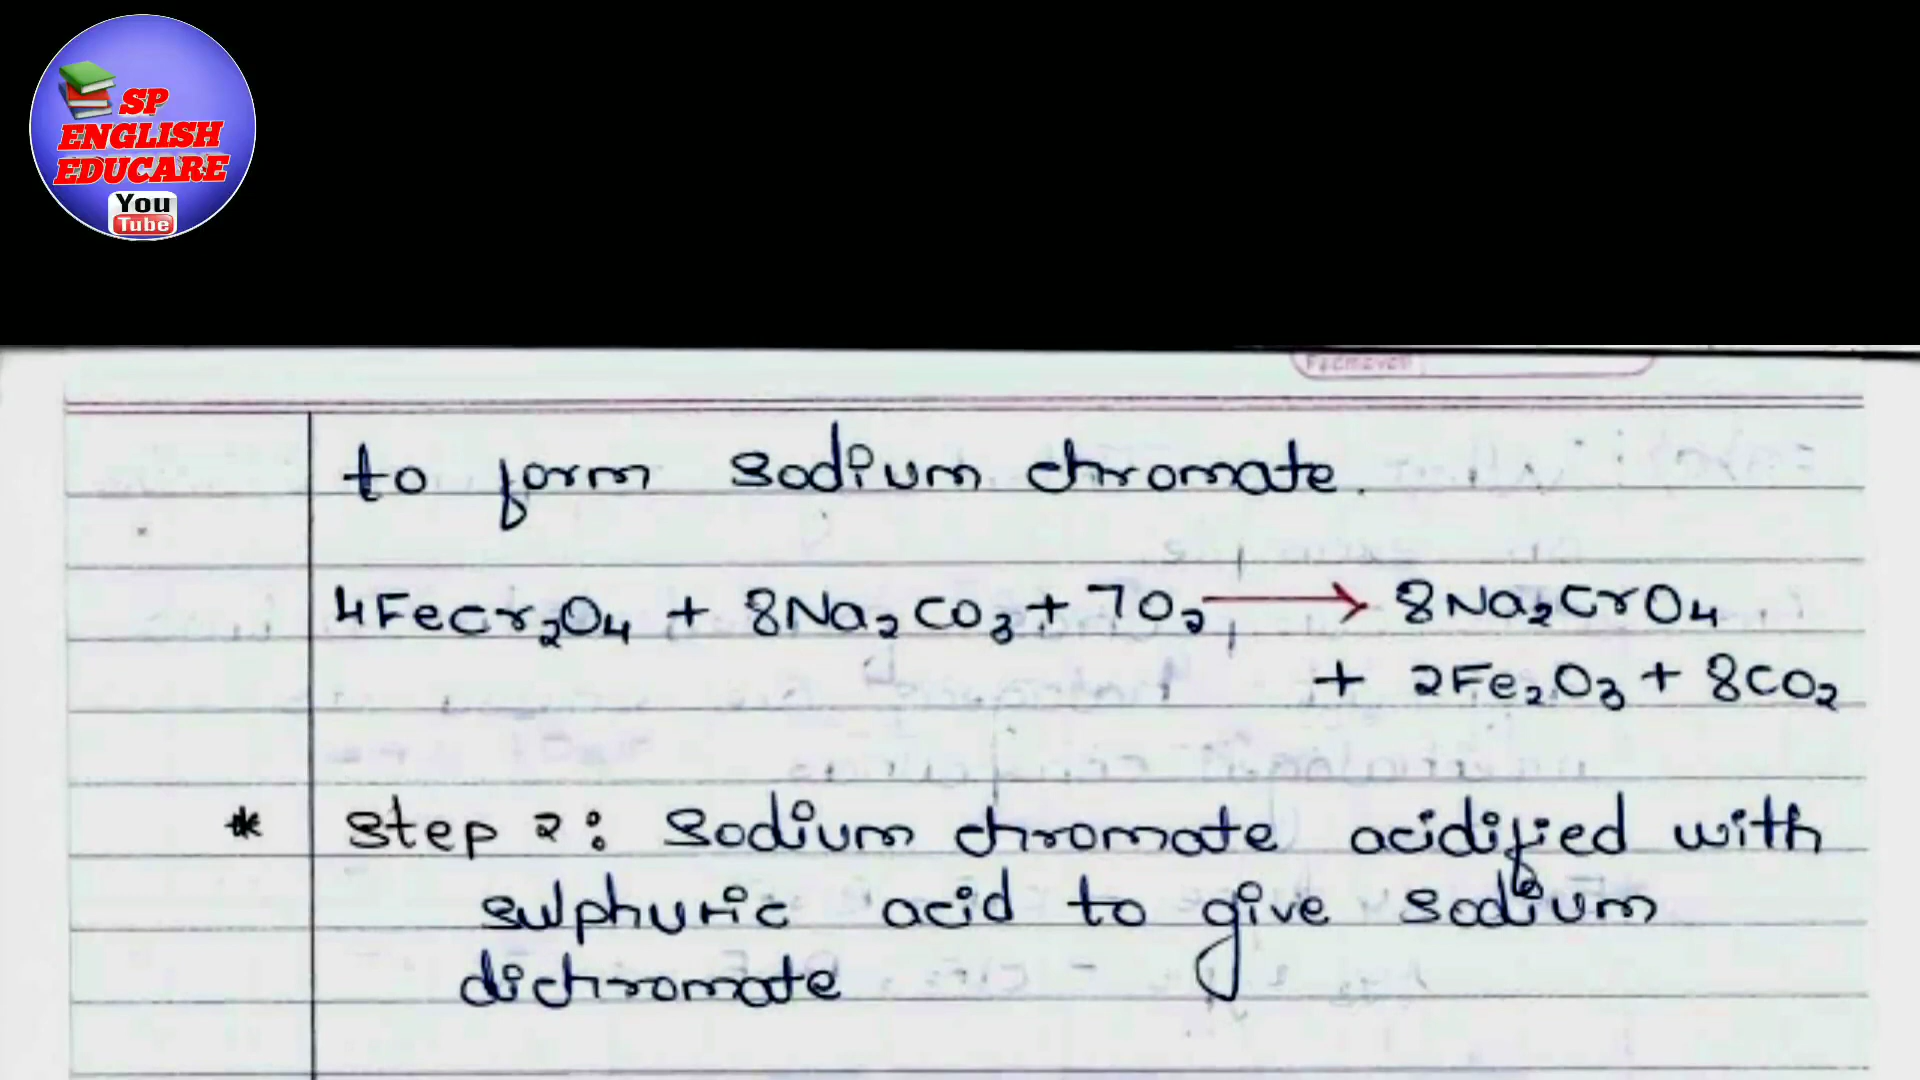 SP
ENGLISH
EDUCARE
You
Tube
to form sodium chromate.
4FeCr₂O₄ + 8Na₂CO₃ + 7O₂ → 8Na₂CrO₄
+ 2Fe₂O₃ + 8CO₂
* Step 2: Sodium chromate acidified with
sulphuric acid to give sodium
dichromate